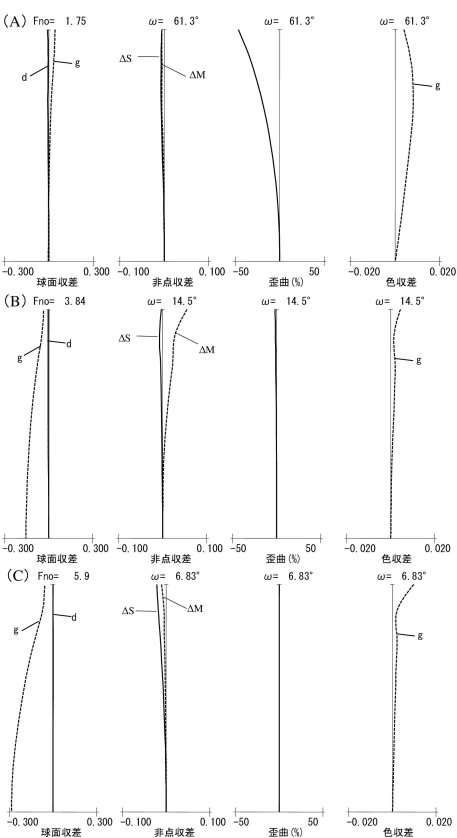 (A) Fno= 1.75 ω= 61.3° ω= 61.3° ω= 61.3°
d g ΔS ΔM g
-0.300 0.300 -0.100 0.100 -50 50 -0.020 0.020
球面収差 非点収差 歪曲(%) 色収差
(B) Fno= 3.84 ω= 14.5° ω= 14.5° ω= 14.5°
g d ΔS ΔM g
-0.300 0.300 -0.100 0.100 -50 50 -0.020 0.020
球面収差 非点収差 歪曲(%) 色収差
(C) Fno= 5.9 ω= 6.83° ω= 6.83° ω= 6.83°
g d ΔS ΔM g
-0.300 0.300 -0.100 0.100 -50 50 -0.020 0.020
球面収差 非点収差 歪曲(%) 色収差